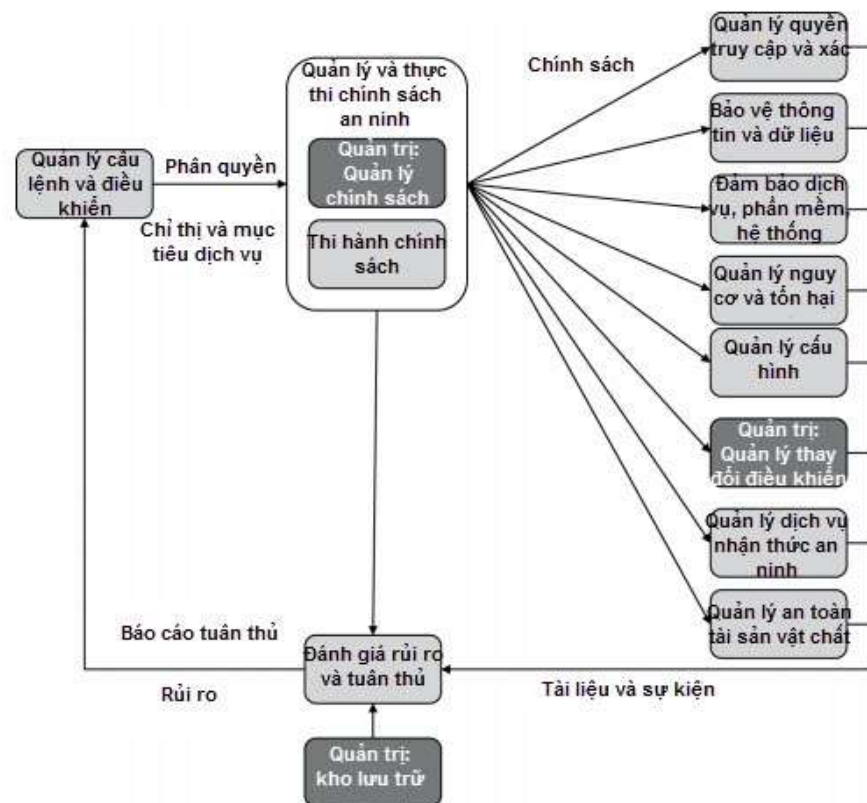 Quản lý quyền
truy cập và xác
Chính sách
Quản lý và thực
thi chính sách
an ninh
Bảo vệ thông
tin và dữ liệu
Quản trị:
Quản lý
chính sách
Quản lý câu
lệnh và điều
khiển
Phân quyền
Đảm bảo dịch
vụ, phần mềm,
hệ thống
Chỉ thị và mục
tiêu dịch vụ
Thi hành chính
sách
Quản lý nguy
cơ và tổn hại
Quản lý cấu
hình
Quản trị:
Quản lý thay
đổi điều khiển
Quản lý dịch vụ
nhận thức an
ninh
Quản lý an toàn
tài sản vật chất
Báo cáo tuân thủ
Đánh giá rủi ro
và tuân thủ
Rủi ro
Tài liệu và sự kiện
Quản trị:
kho lưu trữ